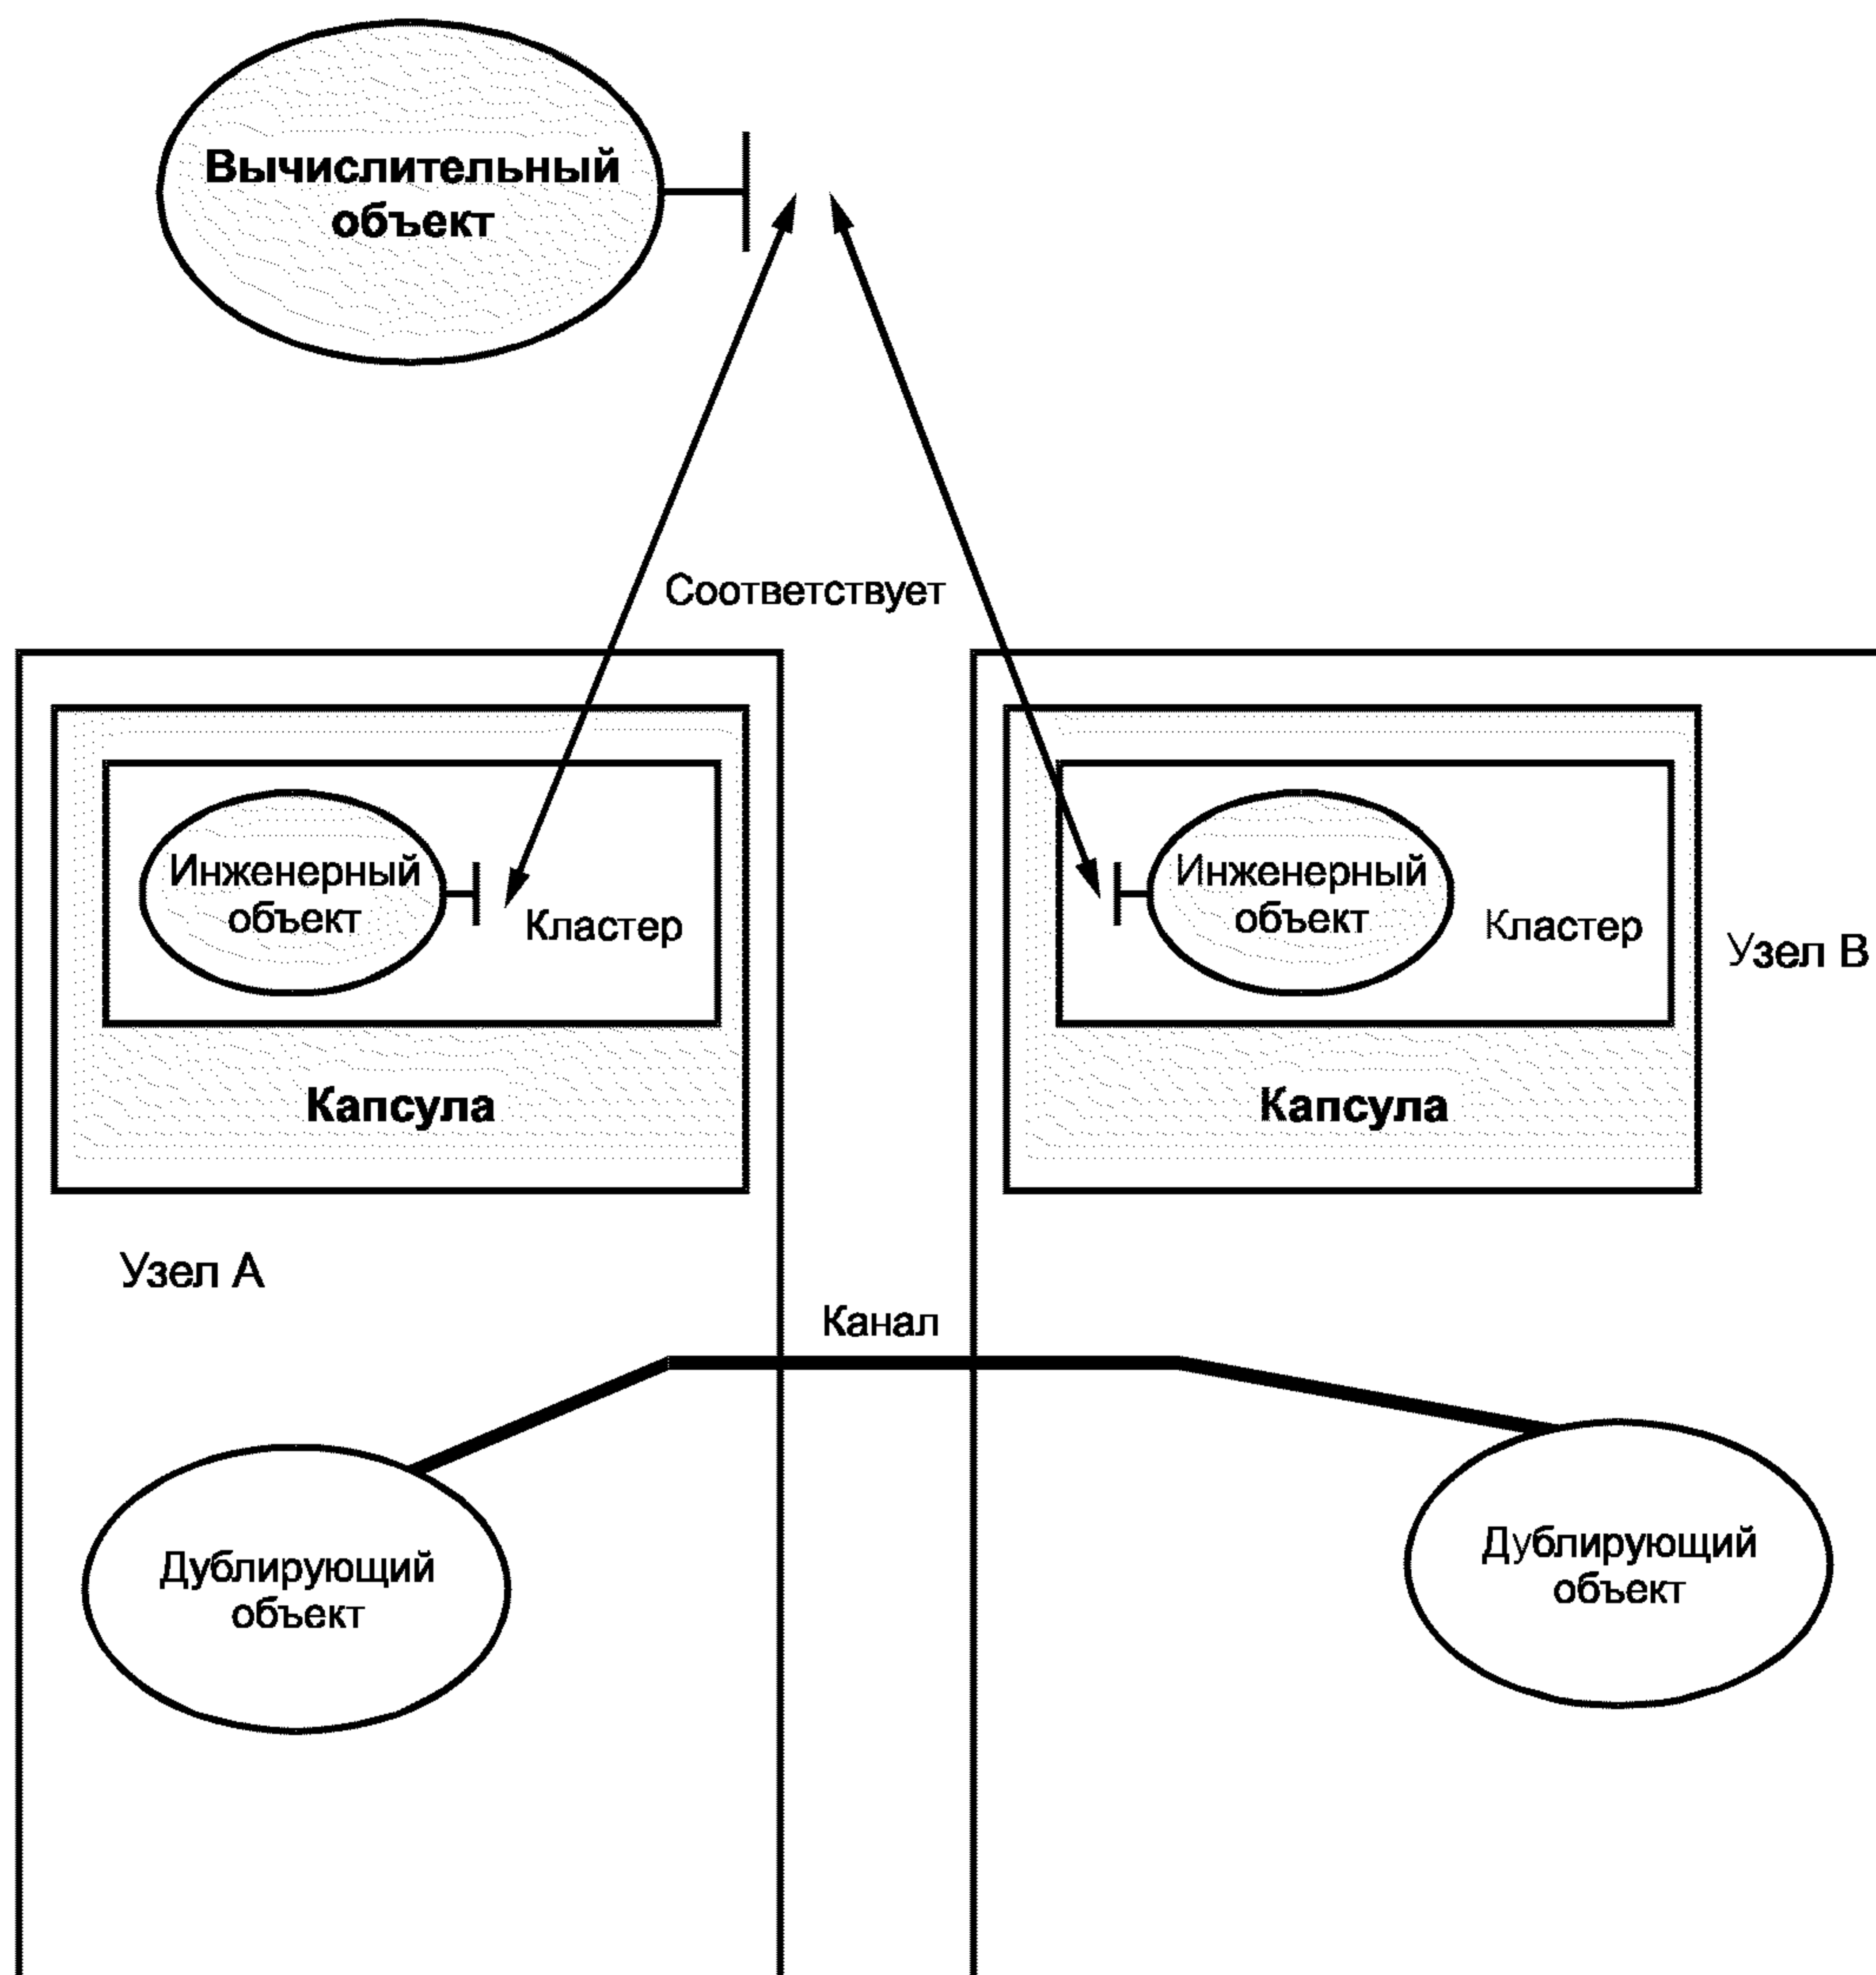 Вычислительный
объект
Соответствует
Инженерный
объект
Кластер
Капсула
Узел А
Инженерный
объект
Кластер
Капсула
Узел В
Канал
Дублирующий
объект
Дублирующий
объект